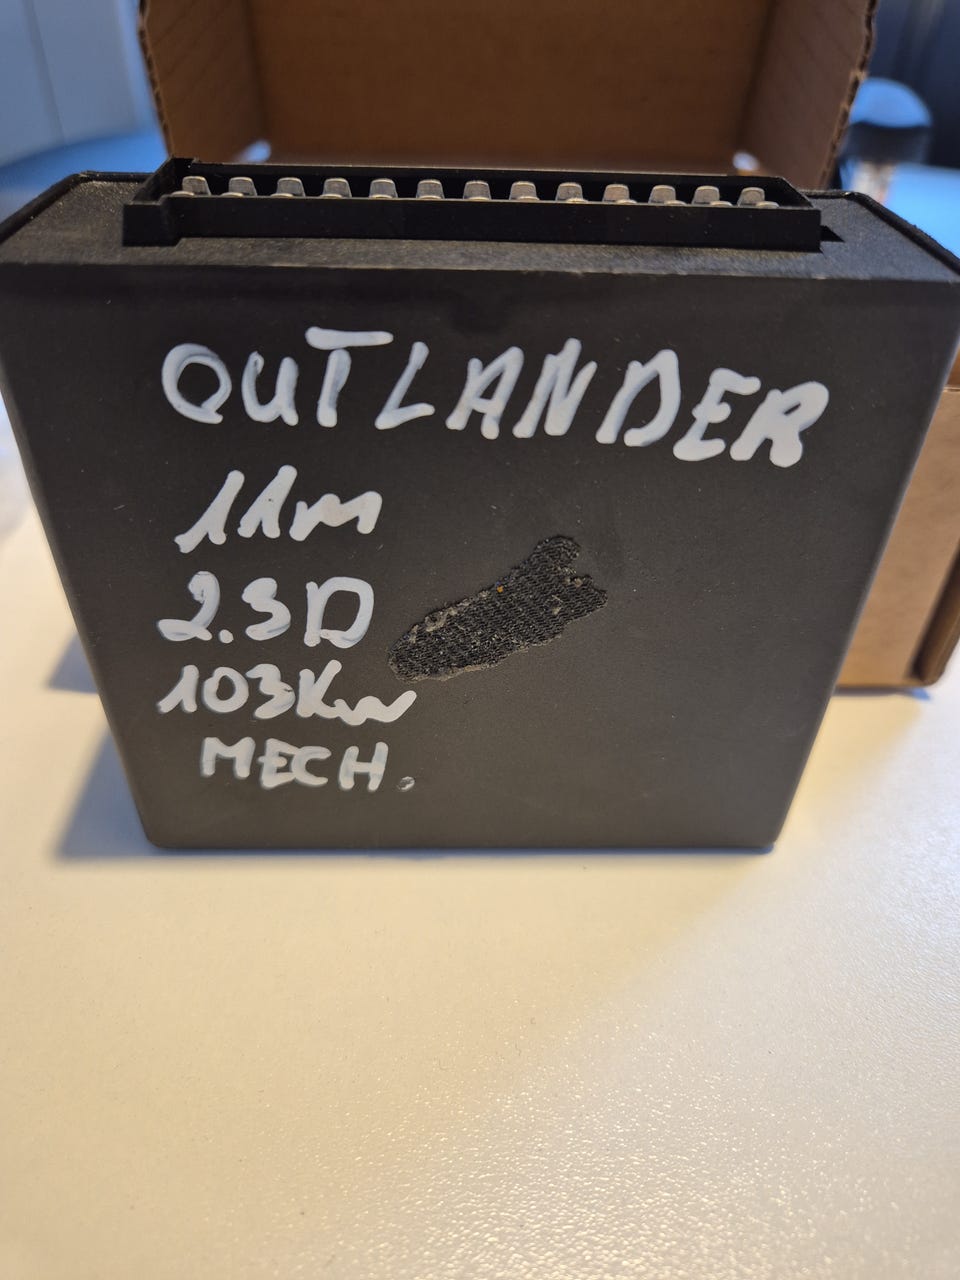 OUTLANDER
11m
2.3D
103Kw
MECH.